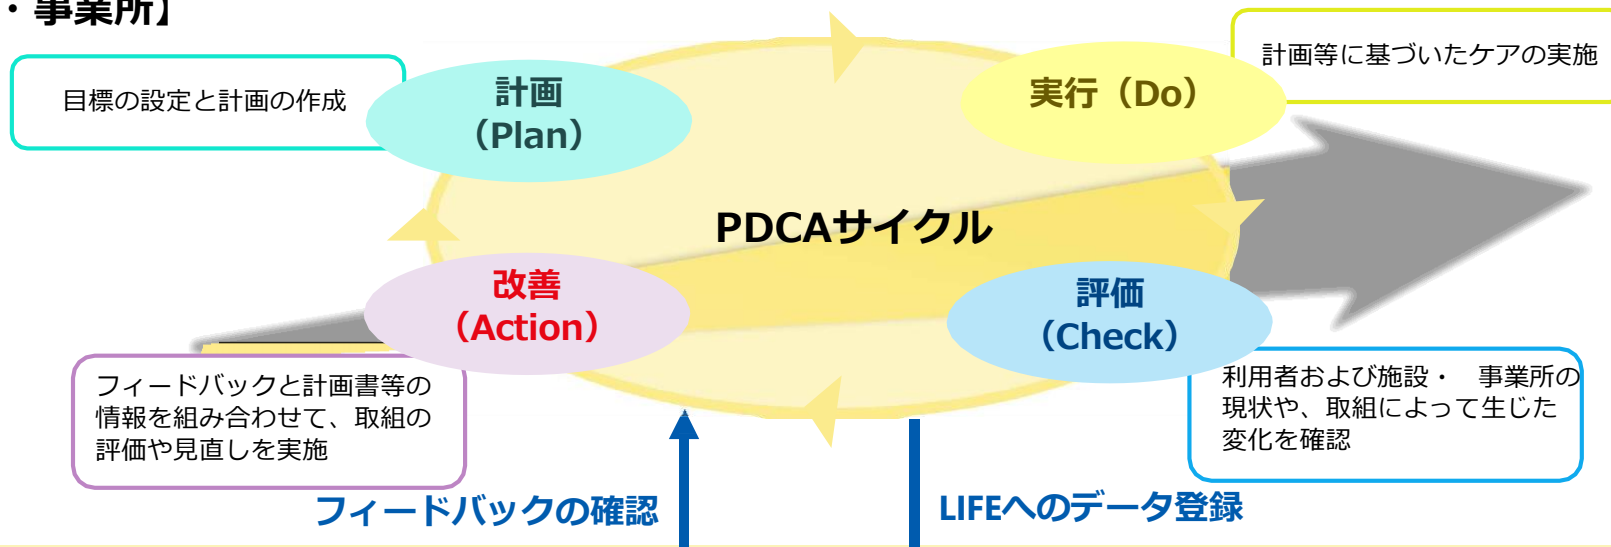 ・事業所】
目標の設定と計画の作成
計画
（Plan）
実行（Do）
計画等に基づいたケアの実施
PDCAサイクル
改善
（Action）
評価
（Check）
フィードバックと計画書等の
情報を組み合わせて、取組の
評価や見直しを実施
利用者および施設・　事業所の
現状や、取組によって生じた
変化を確認
フィードバックの確認
LIFEへのデータ登録